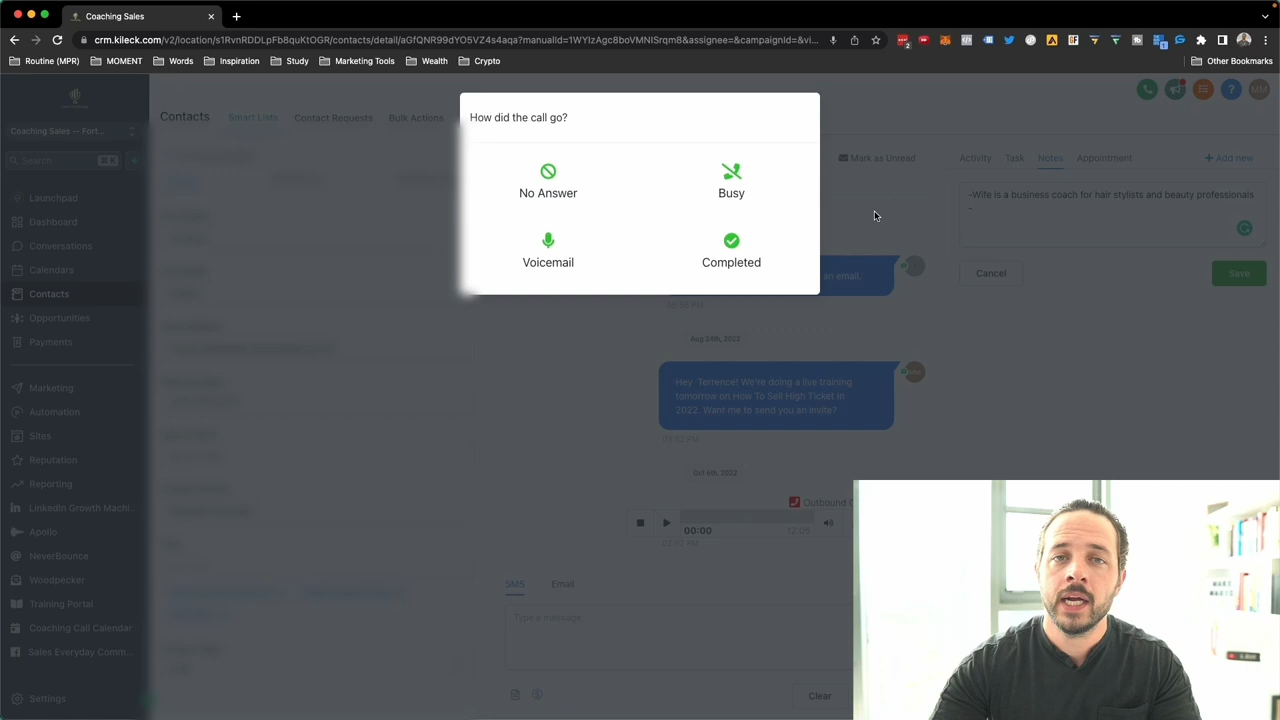 Coaching Sales
crm.kileck.com/v2/location/s1RvnRDDLpFb8quKtOGR/contacts/detail/aGfQNR99dYO5VZ4s4aqa?manualId=1WYIzAgc8boVMNISrqm8&assignee=&campaignId=&vi...
Routine (MPR)
MOMENT
Words
Inspiration
Study
Marketing Tools
Wealth
Crypto
Other Bookmarks
MM
Coaching Sales -- Fort...
Search
⌘ K
Launchpad
Dashboard
Conversations
Calendars
Contacts
Opportunities
Payments
Marketing
Automation
Sites
Reputation
Reporting
LinkedIn Growth Machi..
Apollo
NeverBounce
Woodpecker
Training Portal
Coaching Call Calendar
Sales Everyday Comm...
Settings
Contacts
Smart Lists
Contact Requests
Bulk Actions
How did the call go?
No Answer
Busy
Voicemail
Completed
Mark as Unread
an email.
Aug 24th, 2022
Hey Terrence! We're doing a live training
tomorrow on How To Sell High Ticket in
2022. Want me to send you an invite?
Oct 6th, 2022
Outbound
00:00
12:05
SMS
Email
Type a message
Clear
Activity
Task
Notes
Appointment
+ Add new
-Wife is a business coach for hair stylists and beauty professionals
-
Cancel
Save
MAKE
MAGIC